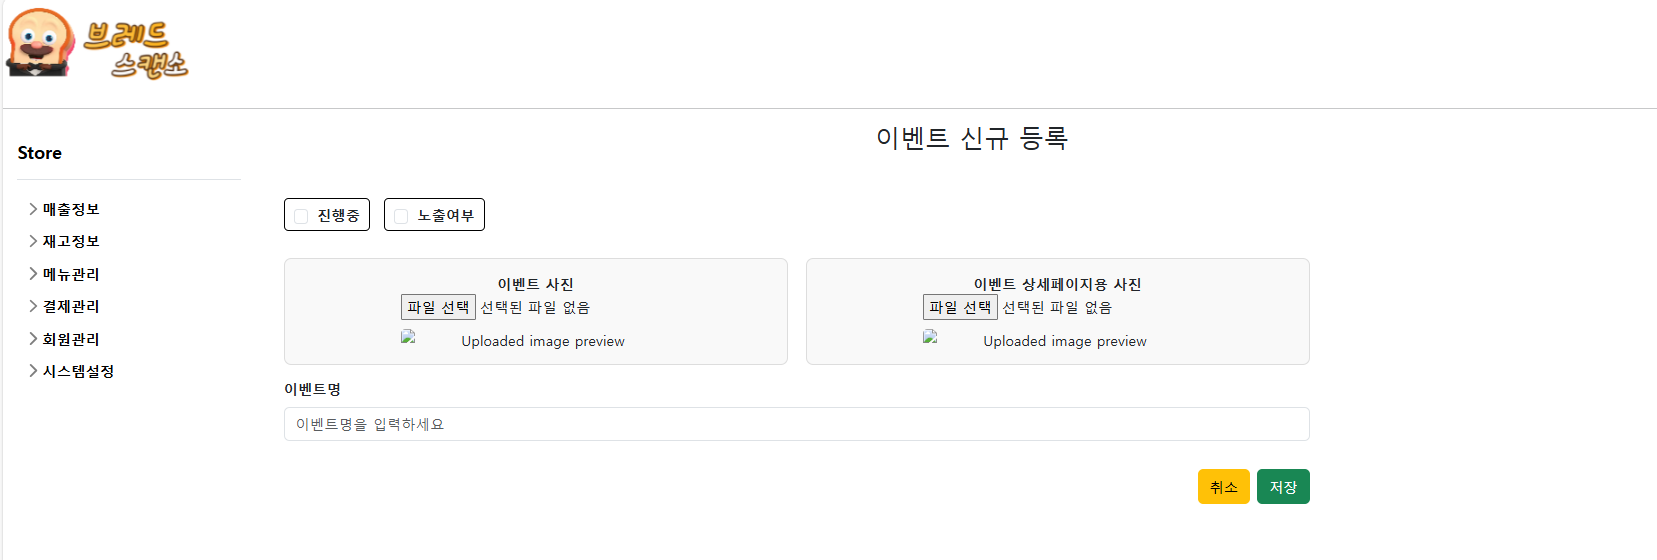 브레드
스캔소
Store
매출정보
재고정보
메뉴관리
결제관리
회원관리
시스템설정
이벤트 신규 등록
진행중 노출여부
이벤트 사진
파일 선택 선택된 파일 없음
Uploaded image preview
이벤트 상세페이지용 사진
파일 선택 선택된 파일 없음
Uploaded image preview
이벤트명
이벤트명을 입력하세요
취소 저장